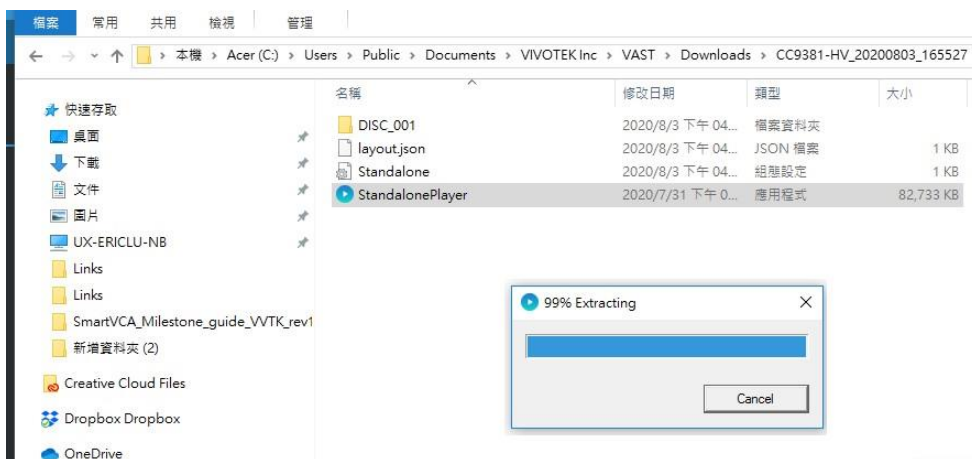 檔案 常用 共用 檢視 管理
本機 > Acer (C:) > Users > Public > Documents > VIVOTEK Inc > VAST > Downloads > CC9381-HV_20200803_165527
名稱 修改日期 類型 大小
快速存取
桌面
下載
文件
圖片
UX-ERICLU-NB
Links
Links
SmartVCA_Milestone_guide_VVTK_rev1
新增資料夾 (2)
Creative Cloud Files
Dropbox Dropbox
OneDrive
DISC_001 2020/8/3 下午 04... 檔案資料夾
layout.json 2020/8/3 下午 04... JSON 檔案 1 KB
Standalone 2020/8/3 下午 04... 組態設定 1 KB
StandalonePlayer 2020/7/31 下午 0... 應用程式 82,733 KB
99% Extracting
Cancel